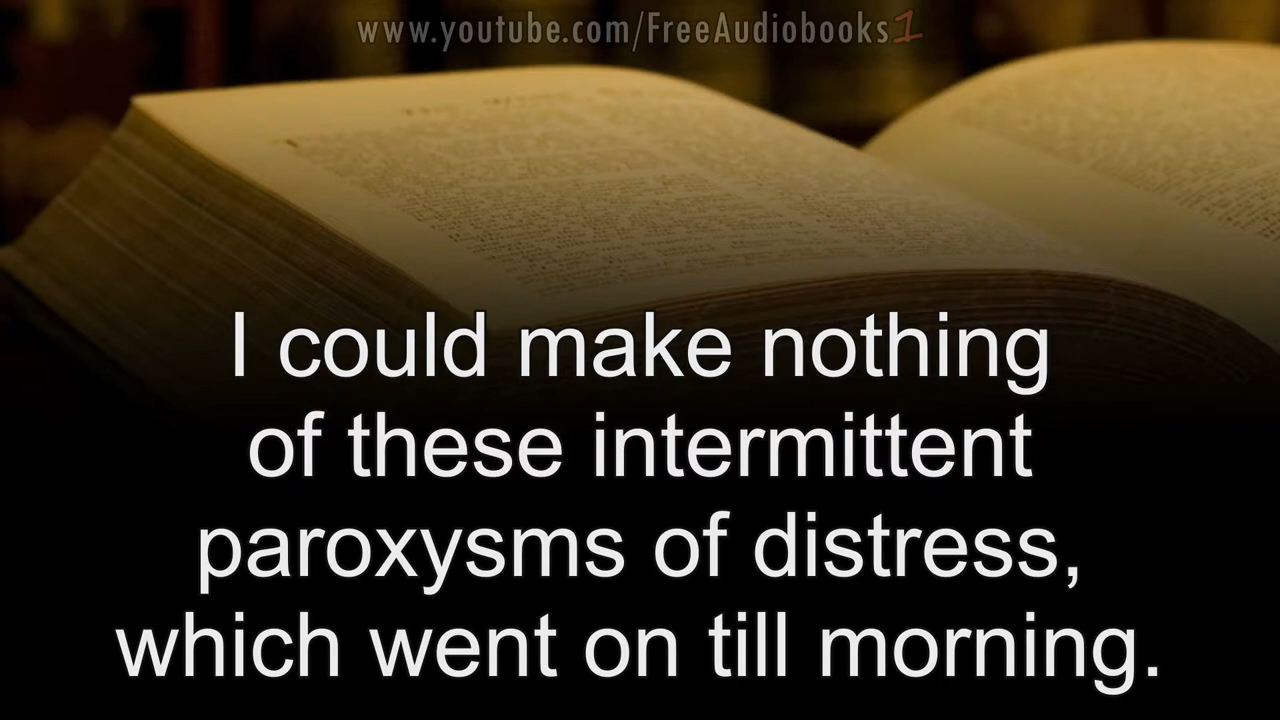 www.youtube.com/FreeAudiobooks1
I could make nothing
of these intermittent
paroxysms of distress,
which went on till morning.